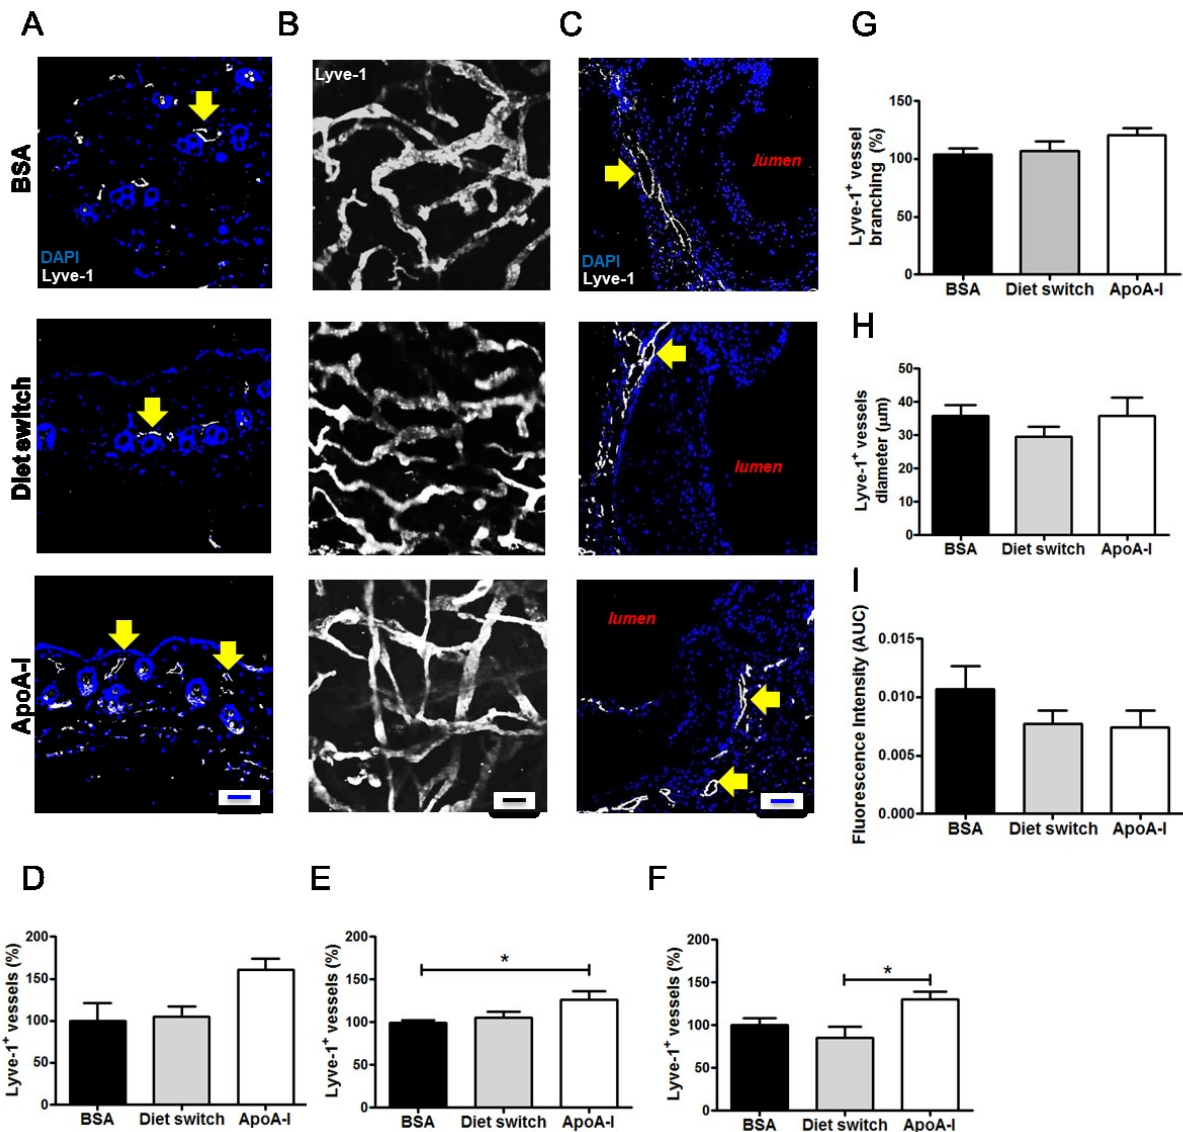 A
B
C
G
BSA
DAPI
Lyve-1
Lyve-1
lumen
DAPI
Lyve-1
Lyve-1+ vessel
branching (%)
150
100
50
0
BSA Diet switch ApoA-I
Diet switch
lumen
H
Lyve-1+ vessels
diameter (µm)
50
40
30
20
10
0
BSA Diet switch ApoA-I
ApoA-I
lumen
I
Fluorescence Intensity (AUC)
0.015
0.010
0.005
0.000
BSA Diet switch ApoA-I
D
Lyve-1+ vessels (%)
200
150
100
50
0
BSA Diet switch ApoA-I
E
Lyve-1+ vessels (%)
200
150
100
50
0
*
BSA Diet switch ApoA-I
F
Lyve-1+ vessels (%)
200
150
100
50
0
*
BSA Diet switch ApoA-I